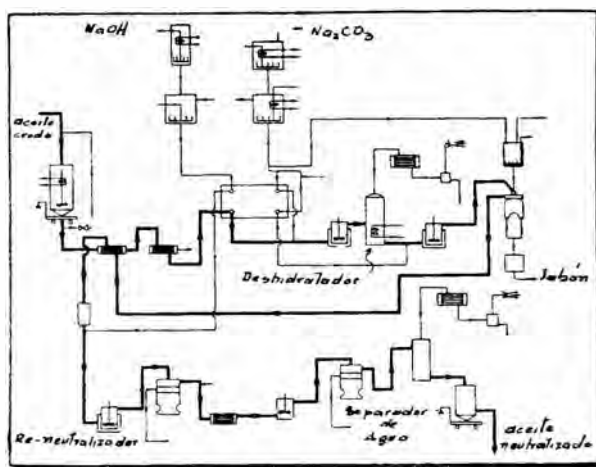 NaOH
Na₂CO₃
aceite
crudo
Deshidratador
Jabón
Re-neutralizador
Separador
de
Agua
aceite
neutralizado